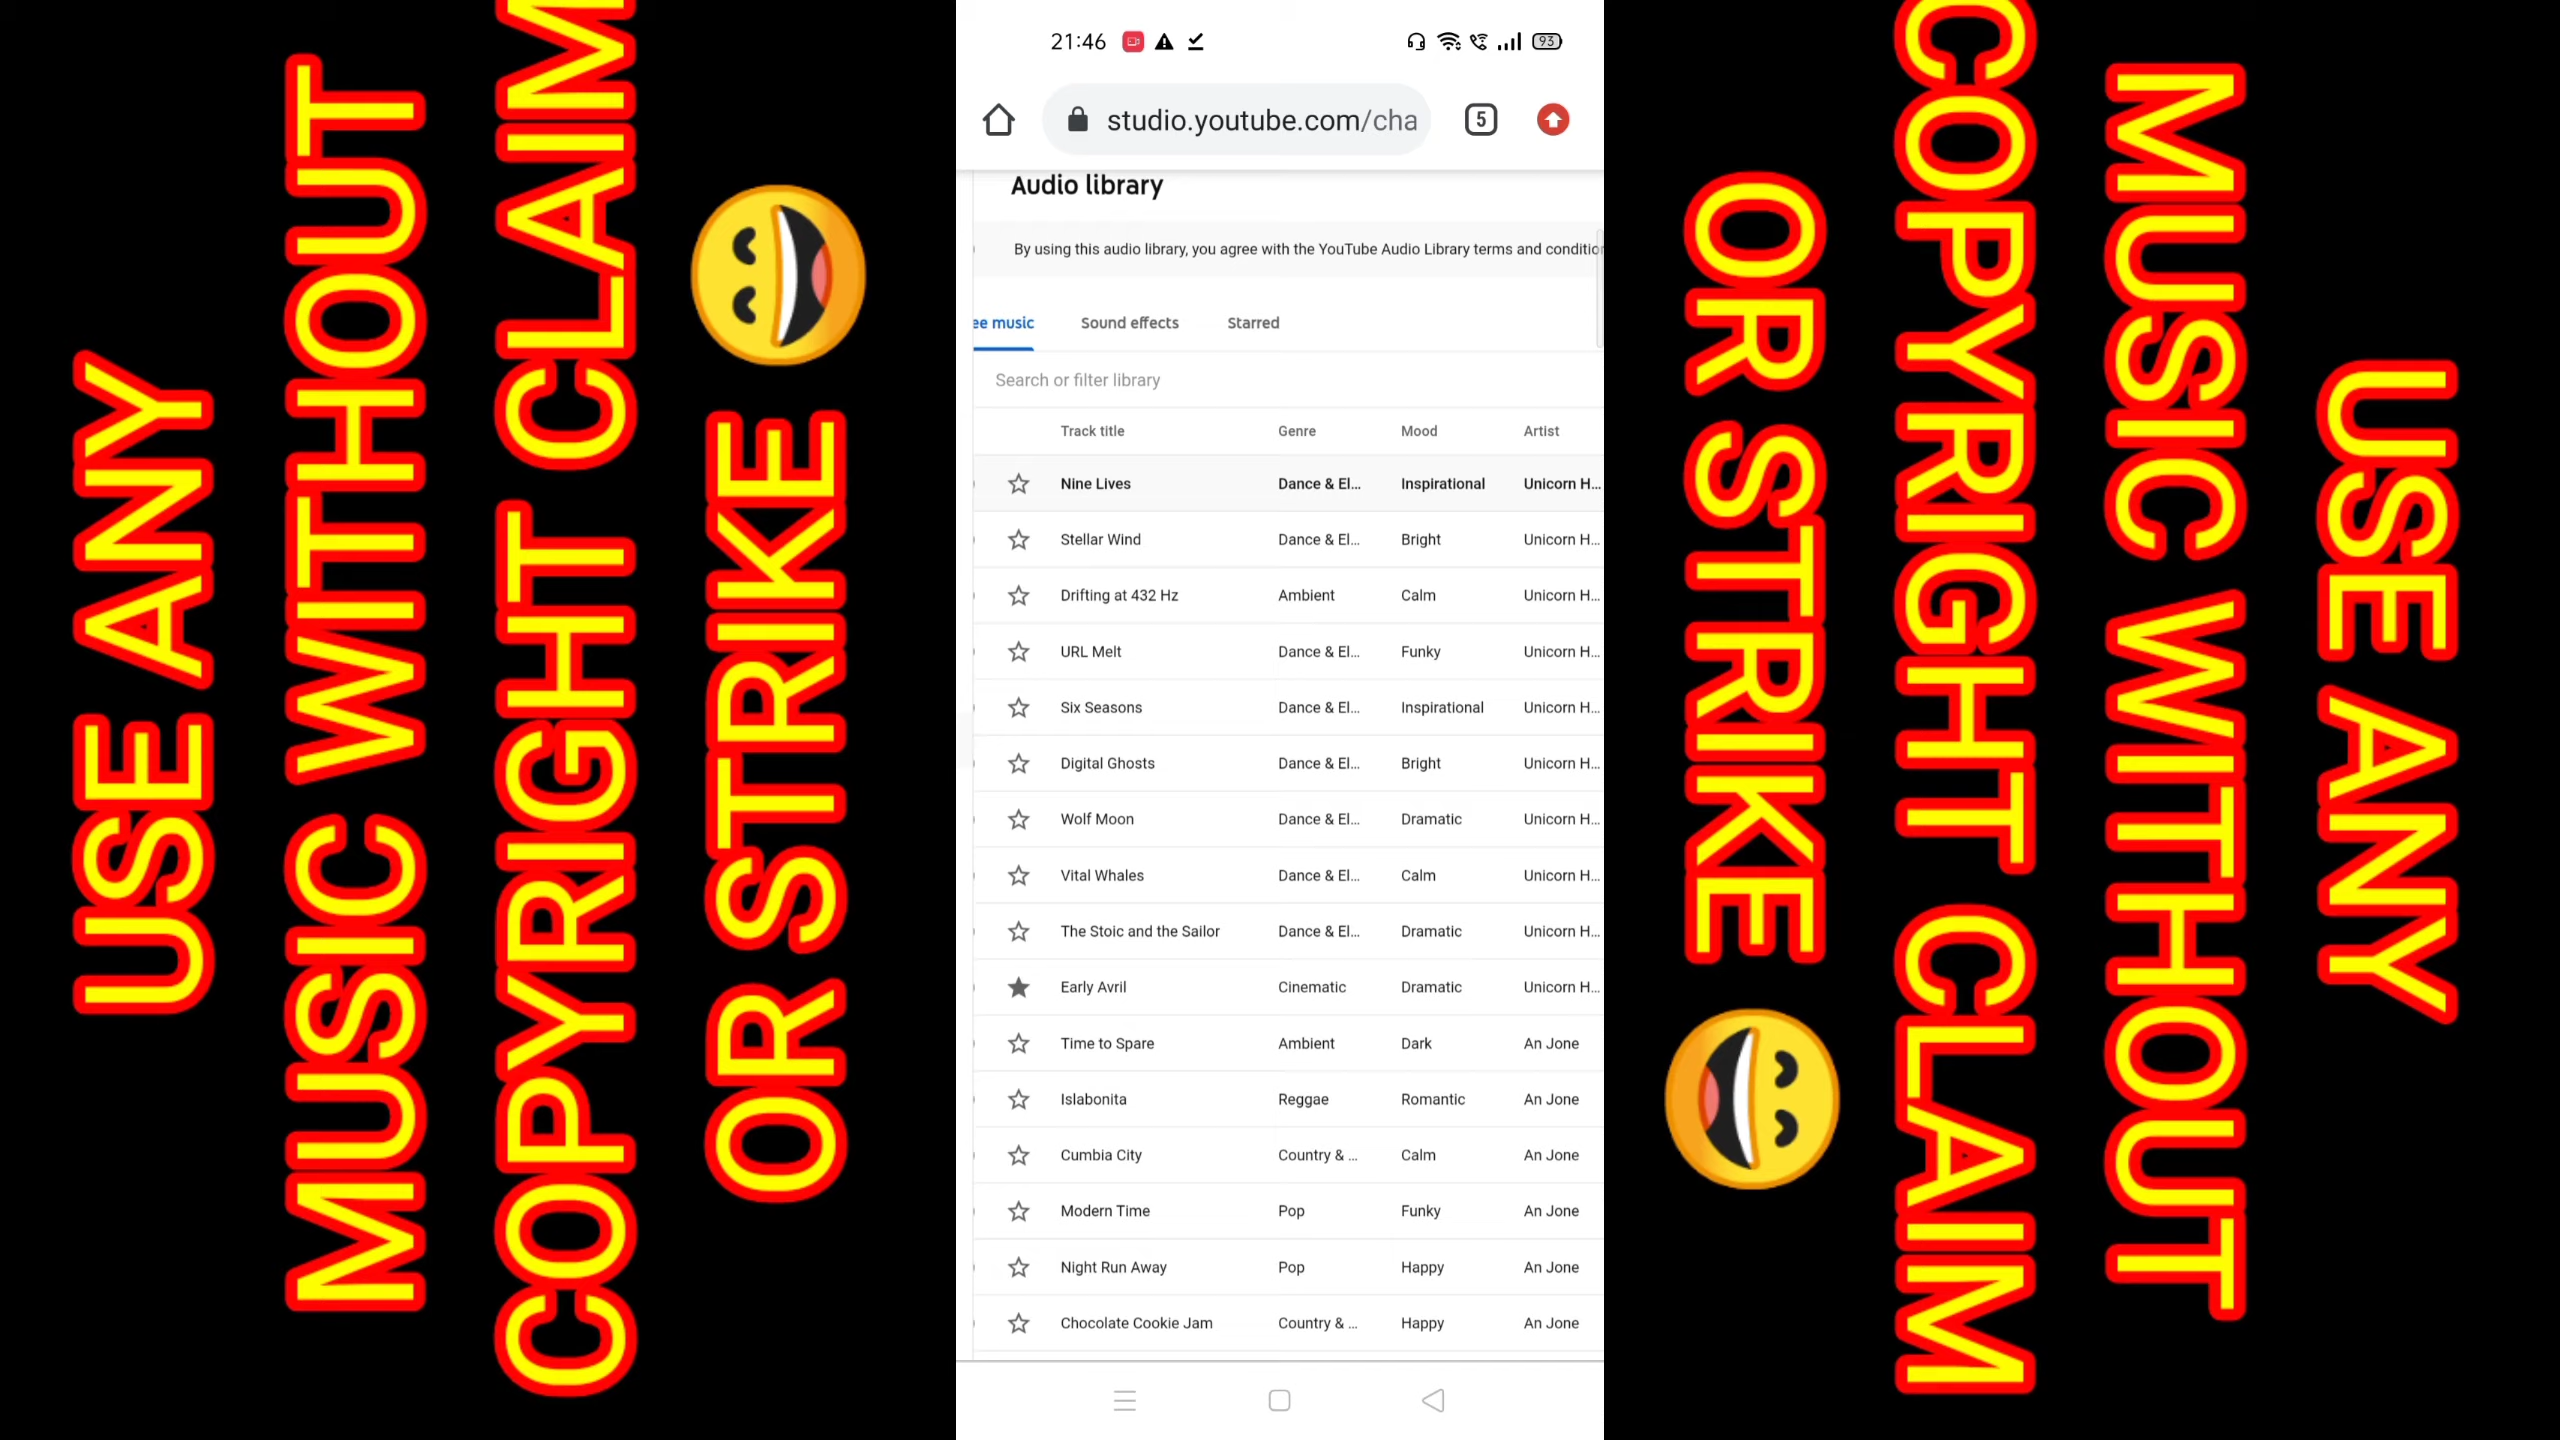 USE ANY
MUSIC WITHOUT
COPYRIGHT CLAIM
OR STRIKE
21:46
93
studio.youtube.com/cha
5
Audio library
By using this audio library, you agree with the YouTube Audio Library terms and conditio
ee music Sound effects Starred
Search or filter library
Track title Genre Mood Artist
Nine Lives Dance & El... Inspirational Unicorn H...
Stellar Wind Dance & El... Bright Unicorn H...
Drifting at 432 Hz Ambient Calm Unicorn H...
URL Melt Dance & El... Funky Unicorn H...
Six Seasons Dance & El... Inspirational Unicorn H...
Digital Ghosts Dance & El... Bright Unicorn H...
Wolf Moon Dance & El... Dramatic Unicorn H...
Vital Whales Dance & El... Calm Unicorn H...
The Stoic and the Sailor Dance & El... Dramatic Unicorn H...
Early Avril Cinematic Dramatic Unicorn H...
Time to Spare Ambient Dark An Jone
Islabonita Reggae Romantic An Jone
Cumbia City Country & ... Calm An Jone
Modern Time Pop Funky An Jone
Night Run Away Pop Happy An Jone
Chocolate Cookie Jam Country & ... Happy An Jone
USE ANY
MUSIC WITHOUT
COPYRIGHT CLAIM
OR STRIKE